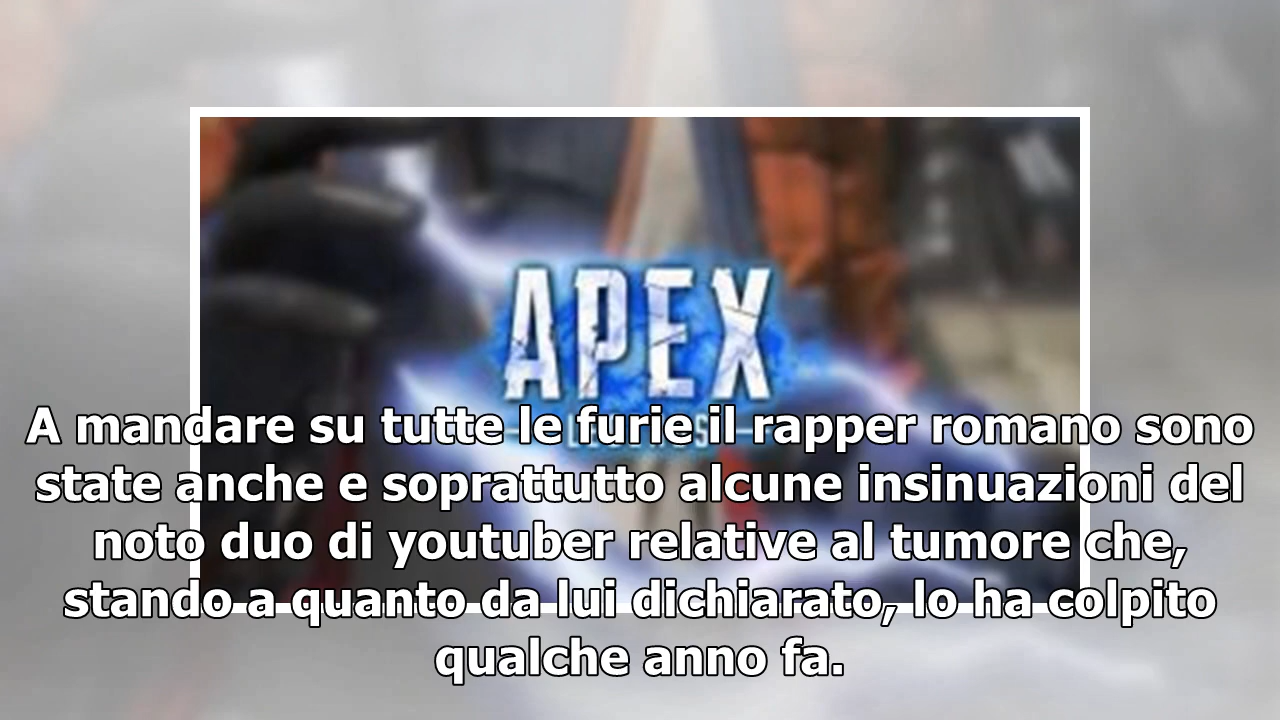 APEX
A mandare su tutte le furie il rapper romano sono
state anche e soprattutto alcune insinuazioni del
noto duo di youtuber relative al tumore che,
stando a quanto da lui dichiarato, lo ha colpito
qualche anno fa.